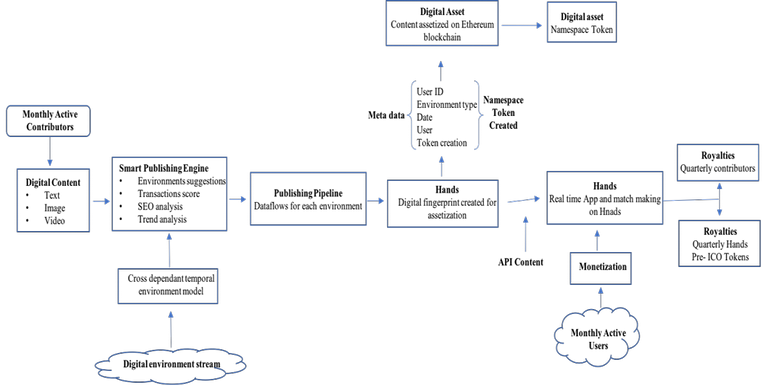 Digital Asset
Content assetized on Ethereum
blockchain
Digital asset
Namespace Token
Meta data
User ID
Environment type
Date
User
Token creation
Namespace
Token
Created
Monthly Active
Contributors
Digital Content
• Text
• Image
• Video
Smart Publishing Engine
• Environments suggestions
• Transactions score
• SEO analysis
• Trend analysis
Publishing Pipeline
Dataflows for each environment
Hands
Digital fingerprint created for
assetization
API Content
Hands
Real time App and match making
on Hnads
Royalties
Quarterly contributors
Royalties
Quarterly Hands
Pre- ICO Tokens
Monetization
Monthly Active
Users
Cross dependant temporal
environment model
Digital environment stream